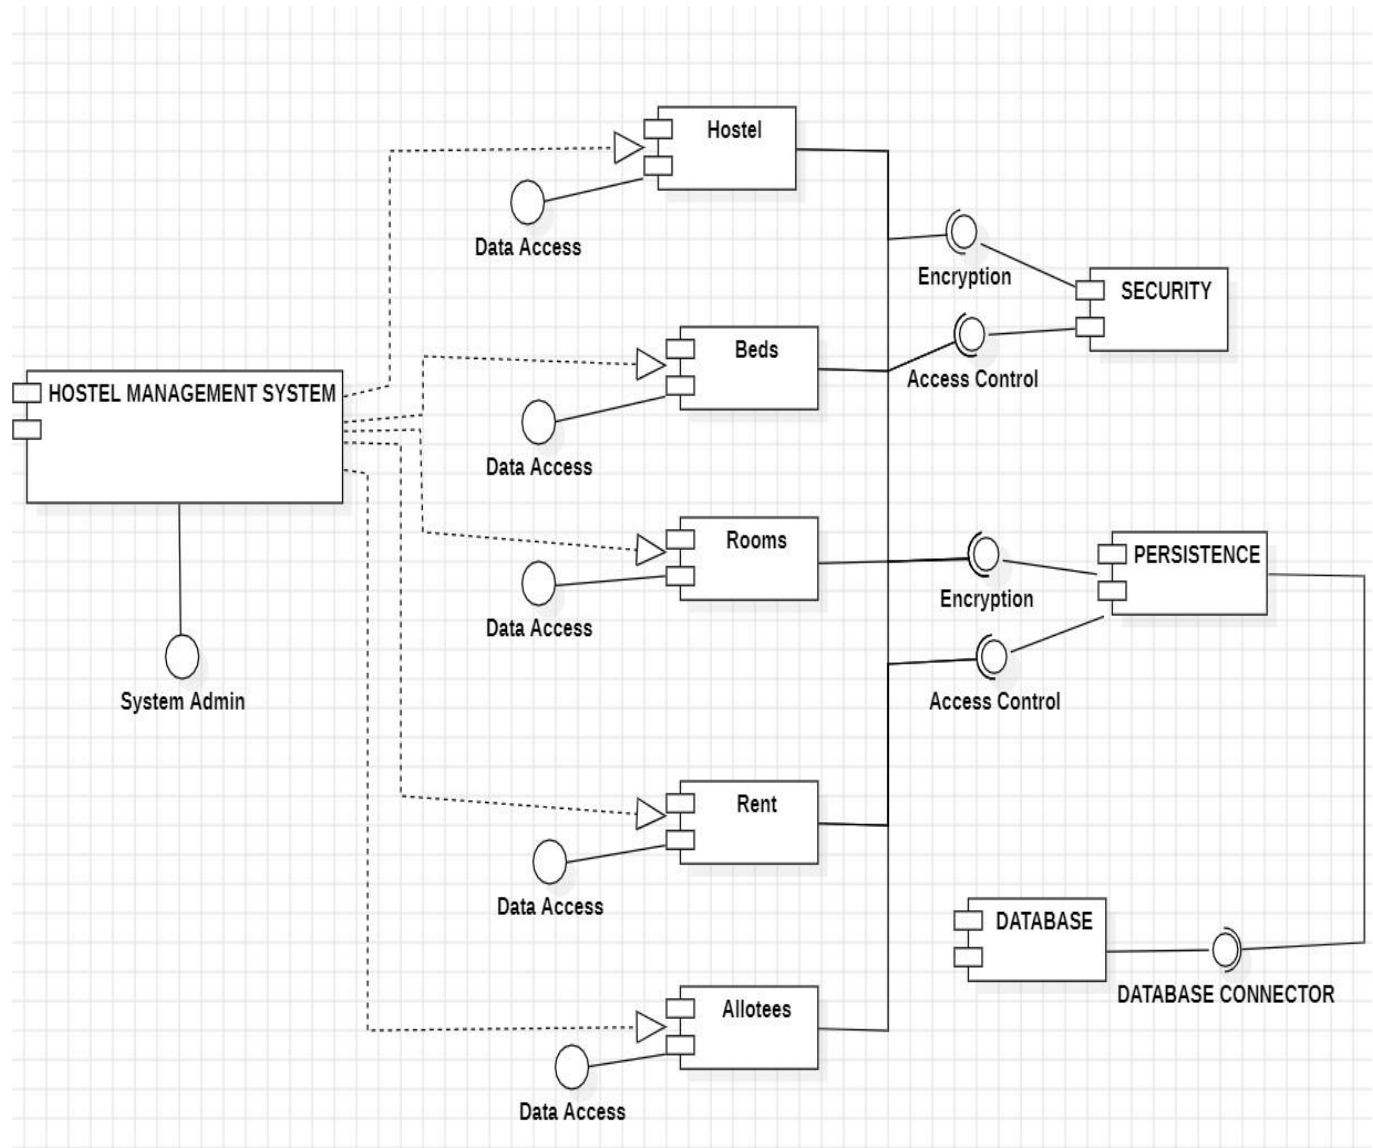 Hostel
Data Access
Encryption
SECURITY
Beds
Access Control
HOSTEL MANAGEMENT SYSTEM
Data Access
Rooms
PERSISTENCE
Encryption
Data Access
System Admin
Access Control
Rent
Data Access
DATABASE
DATABASE CONNECTOR
Allotees
Data Access